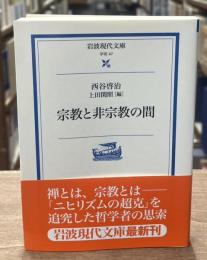 岩波現代文庫
学術 47
西谷啓治
上田閑照［編］
宗教と非宗教の間
禅とは、宗教とは――
「ニヒリズムの超克」を
追究した哲学者の思索
岩波現代文庫最新刊